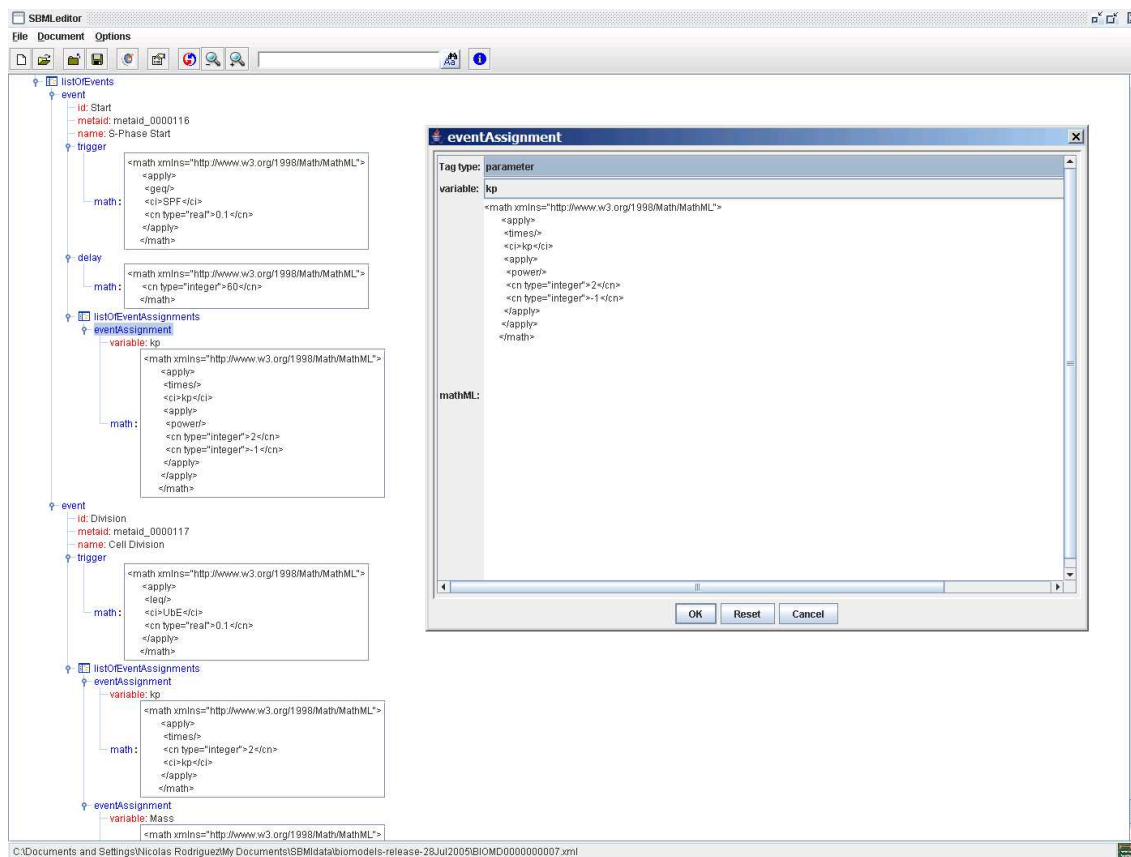 SBMLeditor
File Document Options
listOfEvents
event
id: Start
metaid: metaid_0000116
name: S-Phase Start
trigger
<math xmlns="http://www.w3.org/1998/Math/MathML">
<apply>
<geq/>
math: <ci>SPF</ci>
<cn type="real">0.1</cn>
</apply>
</math>
delay
<math xmlns="http://www.w3.org/1998/Math/MathML">
math: <cn type="integer">60</cn>
</math>
listOfEventAssignments
eventAssignment
variable: kp
<math xmlns="http://www.w3.org/1998/Math/MathML">
<apply>
<times/>
<ci>kp</ci>
<apply>
math: <power/>
<cn type="integer">2</cn>
<cn type="integer">-1</cn>
</apply>
</apply>
</math>
event
id: Division
metaid: metaid_0000117
name: Cell Division
trigger
<math xmlns="http://www.w3.org/1998/Math/MathML">
<apply>
<leq/>
math: <ci>UbE</ci>
<cn type="real">0.1</cn>
</apply>
</math>
listOfEventAssignments
eventAssignment
variable: kp
<math xmlns="http://www.w3.org/1998/Math/MathML">
<apply>
<times/>
math: <cn type="integer">2</cn>
<ci>kp</ci>
</apply>
</math>
eventAssignment
variable: Mass
<math xmlns="http://www.w3.org/1998/Math/MathML">
eventAssignment
Tag type: parameter
variable: kp
<math xmlns="http://www.w3.org/1998/Math/MathML">
<apply>
<times/>
<ci>kp</ci>
<apply>
<power/>
<cn type="integer">2</cn>
<cn type="integer">-1</cn>
</apply>
</apply>
</math>
mathML:
OK Reset Cancel
C:\Documents and Settings\Nicolas Rodriguez\My Documents\SBMldata\biomodels-release-28Jul2005\BIOMD0000000007.xml